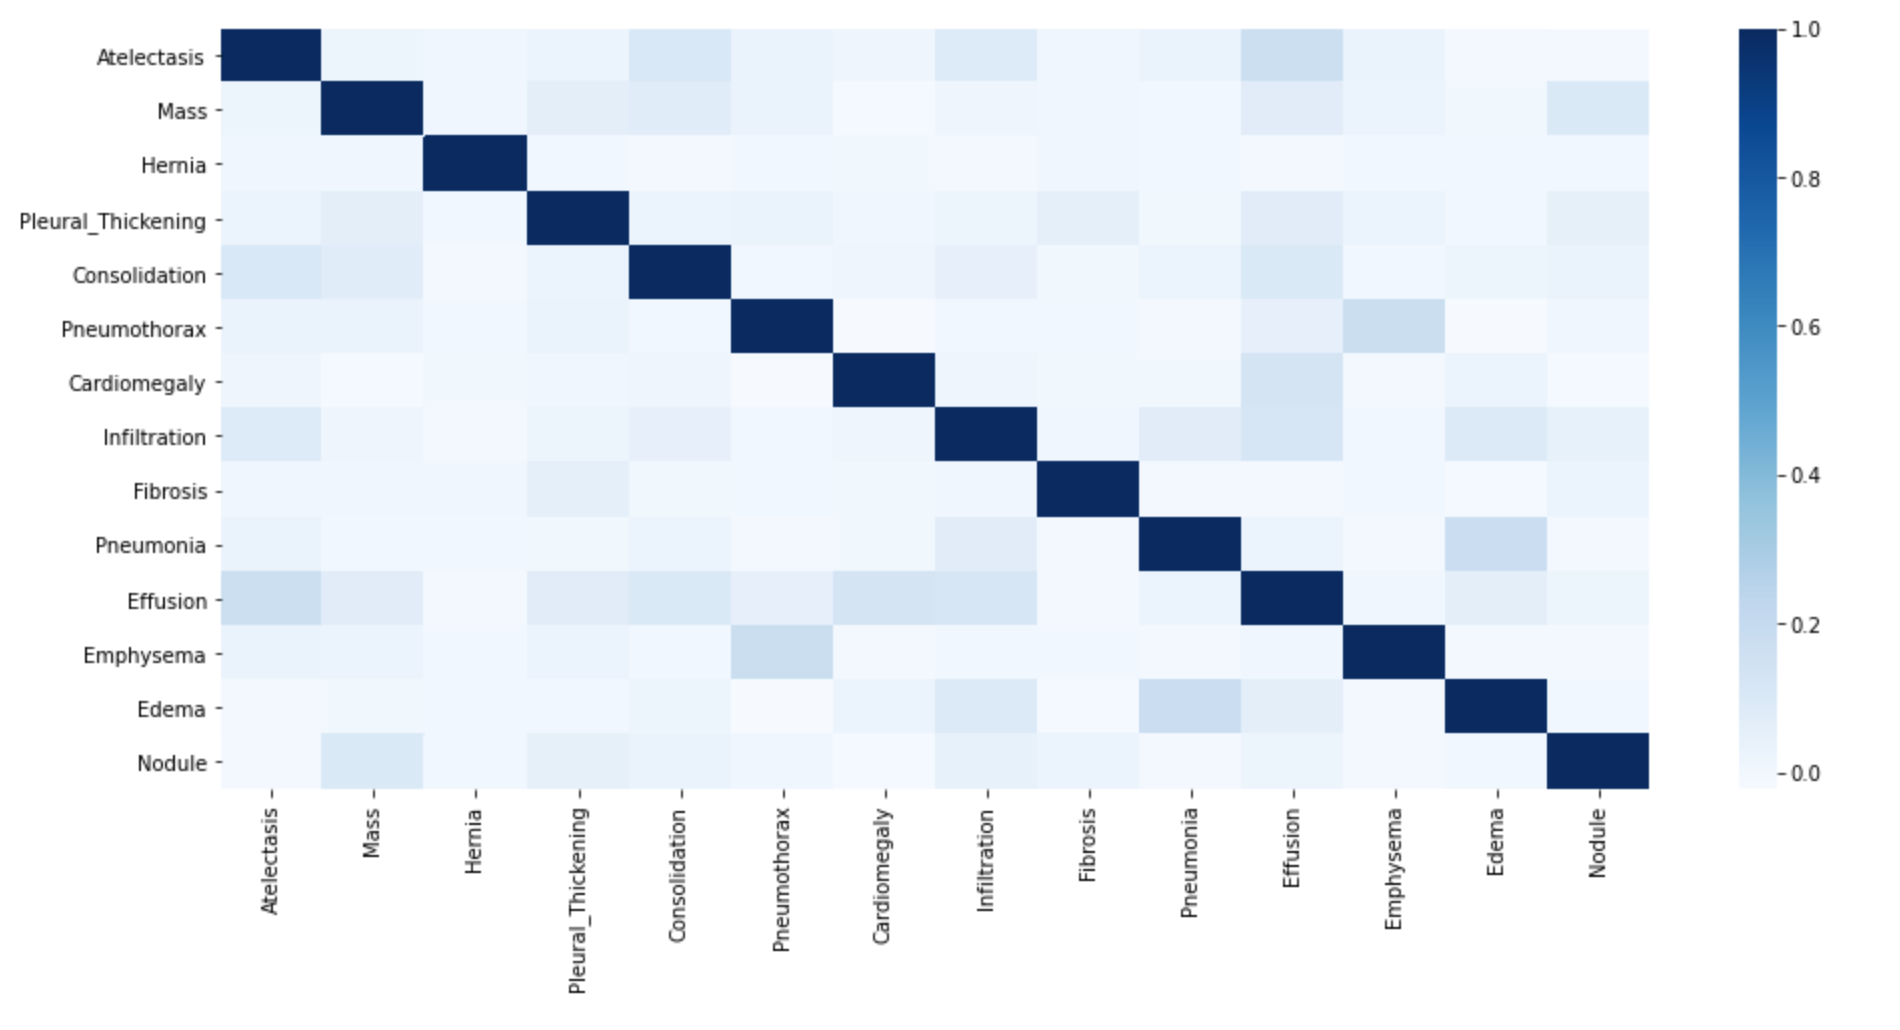 Atelectasis
Mass
Hernia
Pleural_Thickening
Consolidation
Pneumothorax
Cardiomegaly
Infiltration
Fibrosis
Pneumonia
Effusion
Emphysema
Edema
Nodule
Atelectasis
Mass
Hernia
Pleural_Thickening
Consolidation
Pneumothorax
Cardiomegaly
Infiltration
Fibrosis
Pneumonia
Effusion
Emphysema
Edema
Nodule
1.0
0.8
0.6
0.4
0.2
0.0